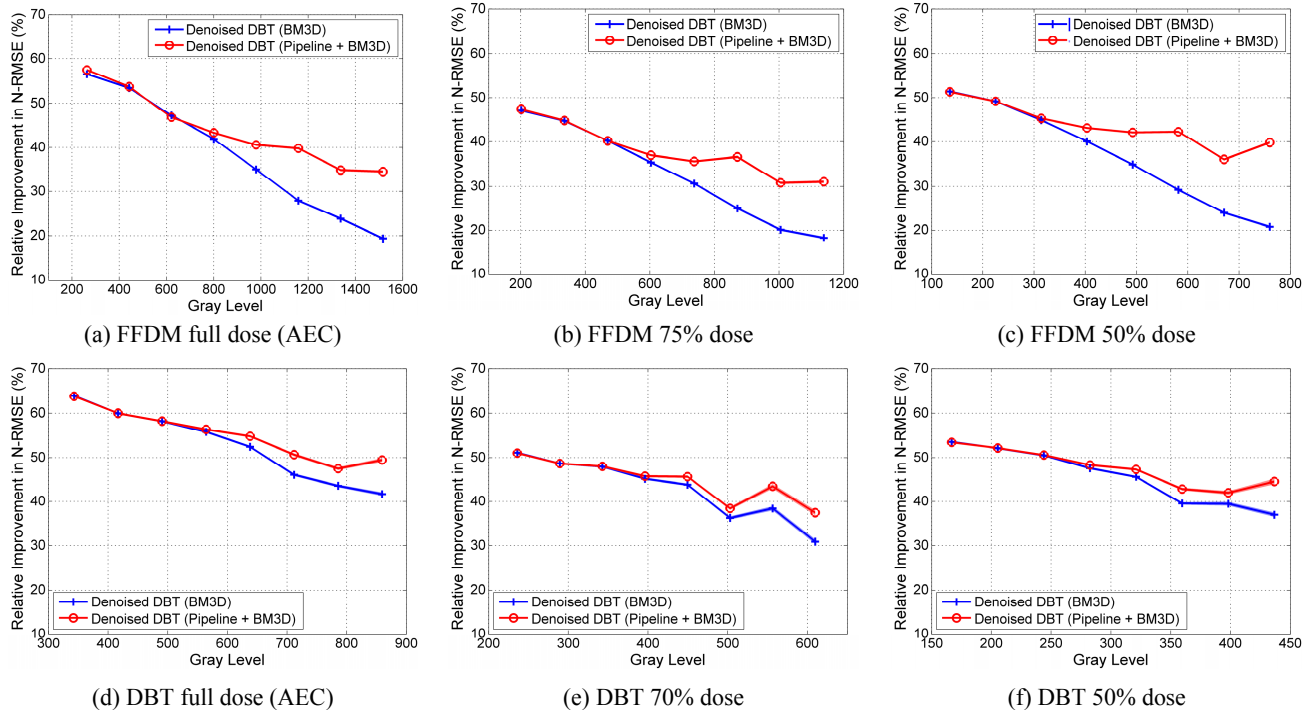 Relative Improvement in N-RMSE (%)
70
60
50
40
30
20
10
Denoised DBT (BM3D)
Denoised DBT (Pipeline + BM3D)
200 400 600 800 1000 1200 1400 1600
Gray Level
(a) FFDM full dose (AEC)
Relative Improvement in N-RMSE (%)
70
60
50
40
30
20
10
Denoised DBT (BM3D)
Denoised DBT (Pipeline + BM3D)
200 400 600 800 1000 1200
Gray Level
(b) FFDM 75% dose
Relative Improvement in N-RMSE (%)
70
60
50
40
30
20
10
Denoised DBT (BM3D)
Denoised DBT (Pipeline + BM3D)
100 200 300 400 500 600 700 800
Gray Level
(c) FFDM 50% dose
Relative Improvement in N-RMSE (%)
70
60
50
40
30
20
10
Denoised DBT (BM3D)
Denoised DBT (Pipeline + BM3D)
300 400 500 600 700 800 900
Gray Level
(d) DBT full dose (AEC)
Relative Improvement in N-RMSE (%)
70
60
50
40
30
20
10
Denoised DBT (BM3D)
Denoised DBT (Pipeline + BM3D)
200 300 400 500 600
Gray Level
(e) DBT 70% dose
Relative Improvement in N-RMSE (%)
70
60
50
40
30
20
10
Denoised DBT (BM3D)
Denoised DBT (Pipeline + BM3D)
150 200 250 300 350 400 450
Gray Level
(f) DBT 50% dose